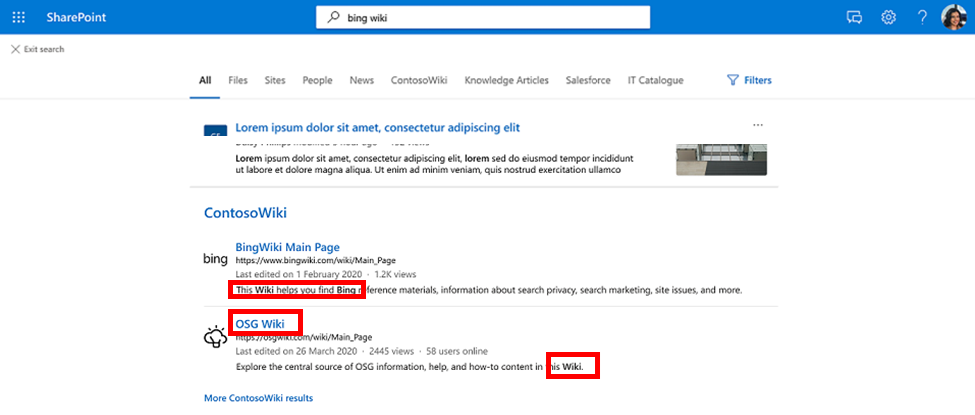 SharePoint
bing wiki
?
Exit search
All Files Sites People News ContosoWiki Knowledge Articles Salesforce IT Catalogue Filters
Lorem ipsum dolor sit amet, consectetur adipiscing elit
Lorem ipsum dolor sit amet, consectetur adipiscing elit, lorem sed do eiusmod tempor incididunt
ut labore et dolore magna aliqua. Ut enim ad minim veniam, quis nostrud exercitation ullamco
ContosoWiki
BingWiki Main Page
bing
https://www.bingwiki.com/wiki/Main_Page
Last edited on 1 February 2020 · 1.2K views
This Wiki helps you find Bing reference materials, information about search privacy, search marketing, site issues, and more.
OSG Wiki
https://osgwiki.com/wiki/Main_Page
Last edited on 26 March 2020 · 2445 views · 58 users online
Explore the central source of OSG information, help, and how-to content in this Wiki.
More ContosoWiki results